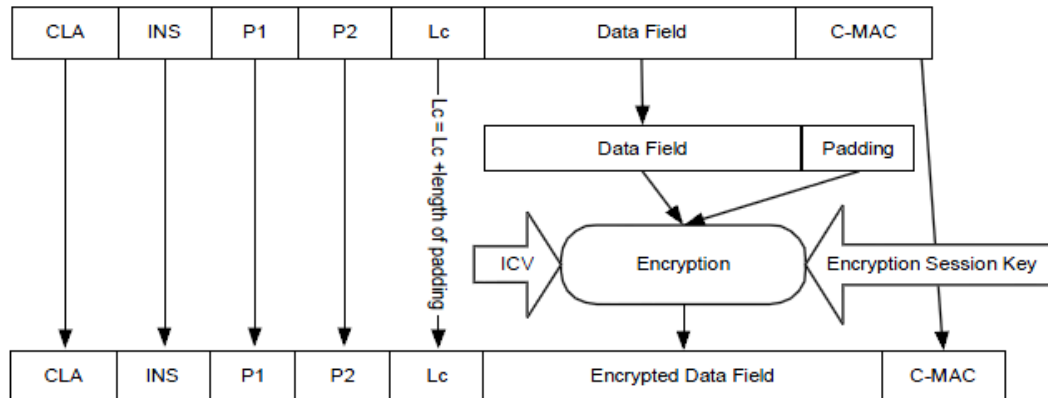 CLA INS P1 P2 Lc Data Field C-MAC
Lc = Lc +length of padding
Data Field Padding
ICV Encryption Encryption Session Key
CLA INS P1 P2 Lc Encrypted Data Field C-MAC